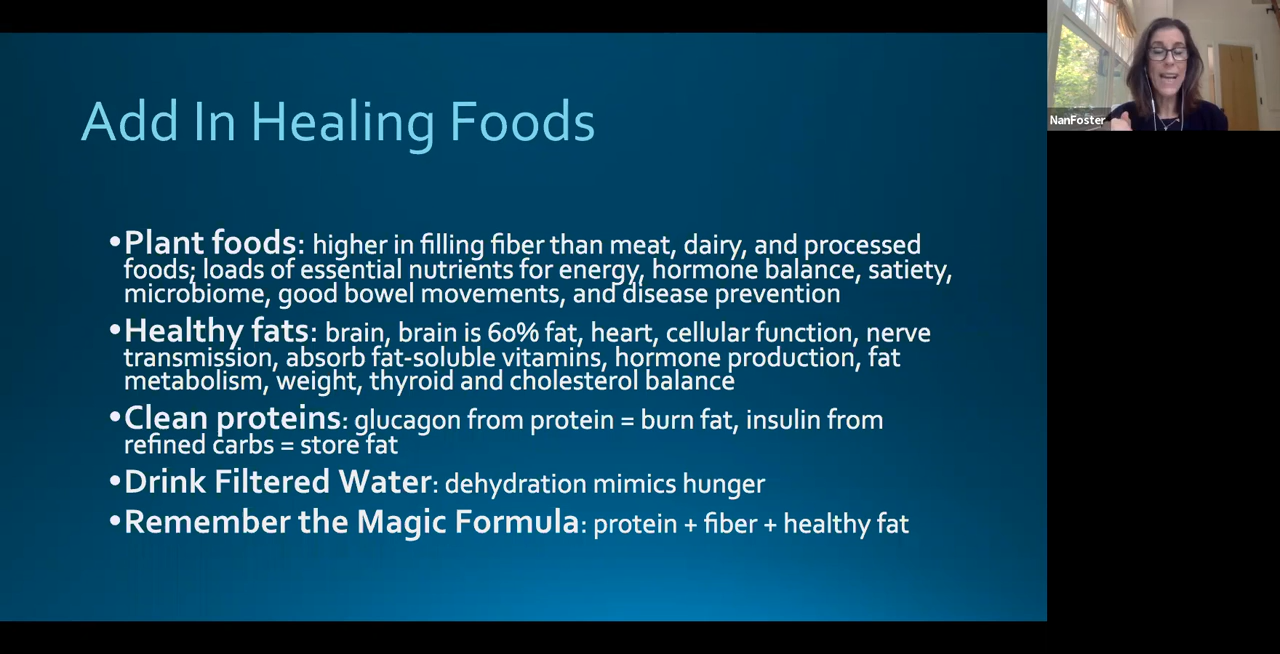 Add In Healing Foods
•Plant foods: higher in filling fiber than meat, dairy, and processed
foods; loads of essential nutrients for energy, hormone balance, satiety,
microbiome, good bowel movements, and disease prevention
•Healthy fats: brain, brain is 60% fat, heart, cellular function, nerve
transmission, absorb fat-soluble vitamins, hormone production, fat
metabolism, weight, thyroid and cholesterol balance
•Clean proteins: glucagon from protein = burn fat, insulin from
refined carbs = store fat
•Drink Filtered Water: dehydration mimics hunger
•Remember the Magic Formula: protein + fiber + healthy fat
NanFoster